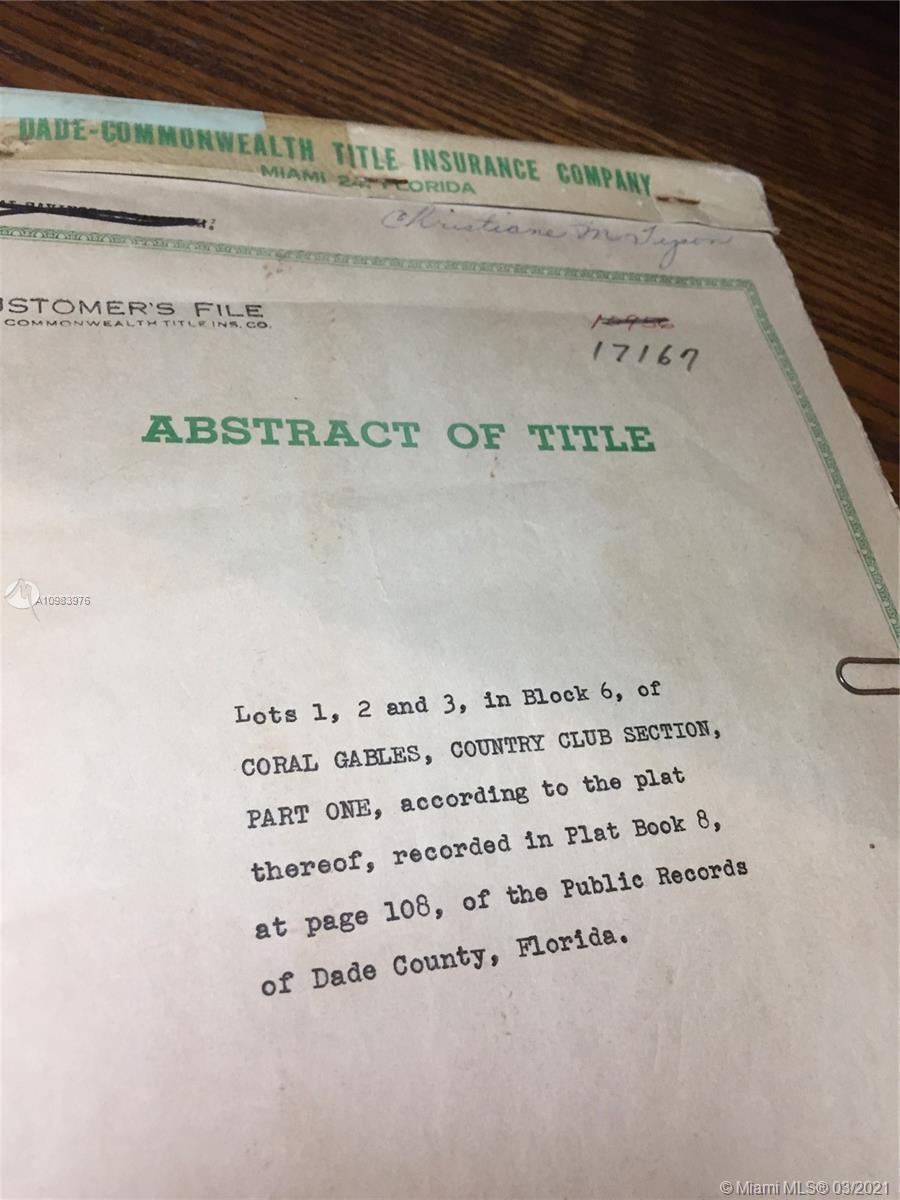 DADE-COMMONWEALTH TITLE INSURANCE COMPANY
MIAMI 24, FLORIDA
Christiane M Tyson
USTOMER'S FILE
COMMONWEALTH TITLE INS. CO.
17167
ABSTRACT OF TITLE
A10983976
Lots 1, 2 and 3, in Block 6, of
CORAL GABLES, COUNTRY CLUB SECTION,
PART ONE, according to the plat
thereof, recorded in Plat Book 8,
at page 108, of the Public Records
of Dade County, Florida.
© Miami MLS® 03/2021